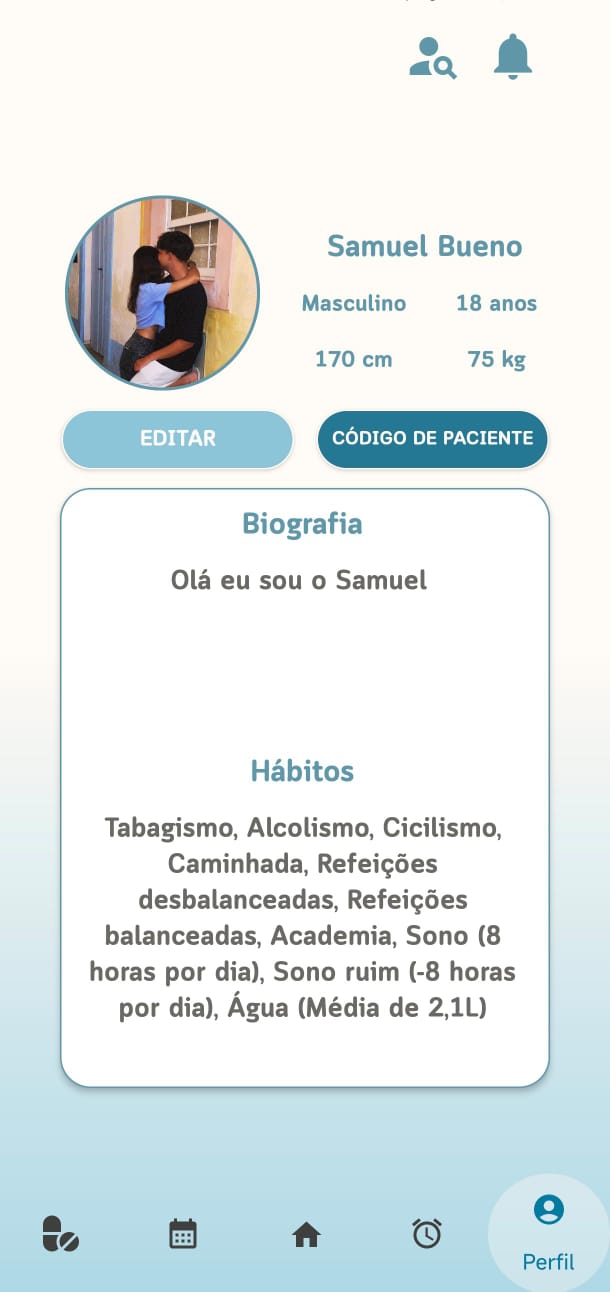 Samuel Bueno
Masculino 18 anos
170 cm 75 kg
EDITAR CÓDIGO DE PACIENTE
Biografia
Olá eu sou o Samuel
Hábitos
Tabagismo, Alcolismo, Cicilismo,
Caminhada, Refeições
desbalanceadas, Refeições
balanceadas, Academia, Sono (8
horas por dia), Sono ruim (-8 horas
por dia), Água (Média de 2,1L)
Perfil